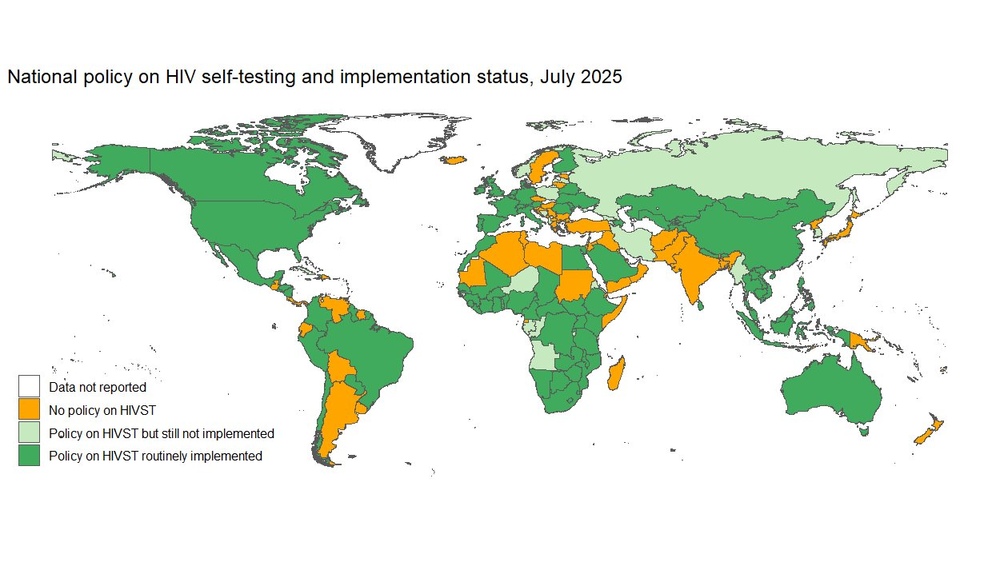 National policy on HIV self-testing and implementation status, July 2025
Data not reported
No policy on HIVST
Policy on HIVST but still not implemented
Policy on HIVST routinely implemented